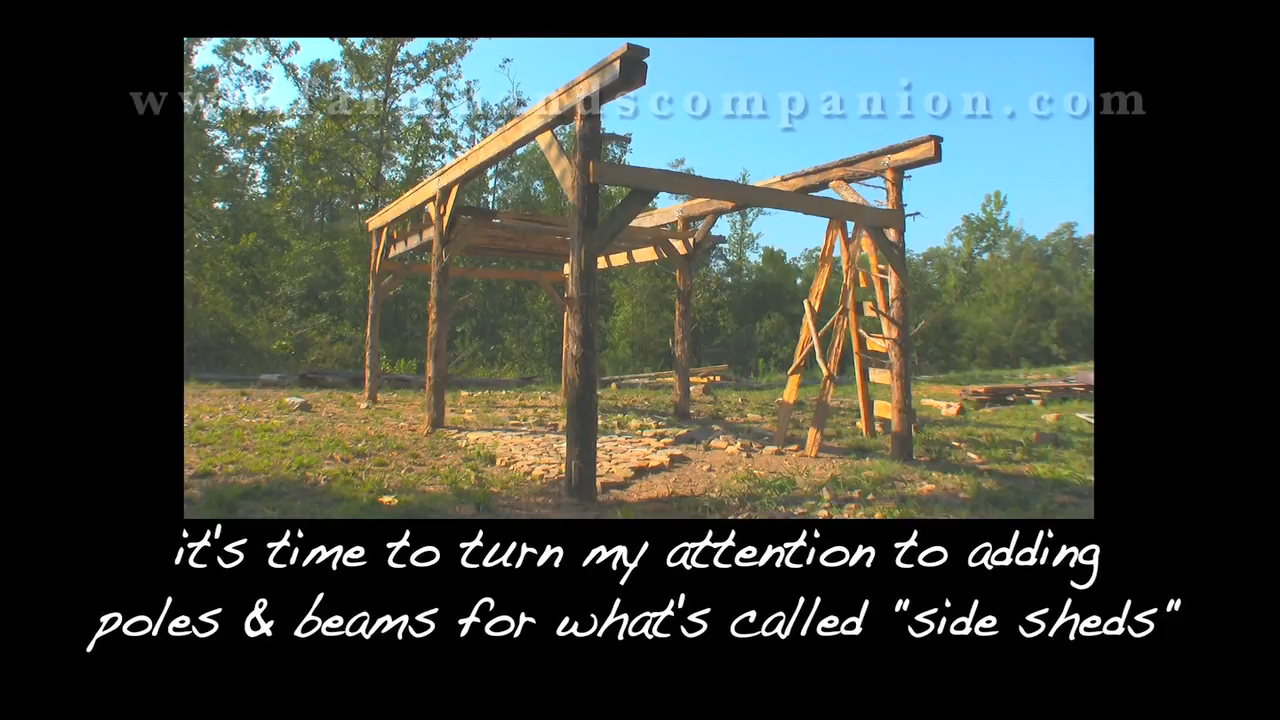 it's time to turn my attention to adding
poles & beams for what's called "side sheds"